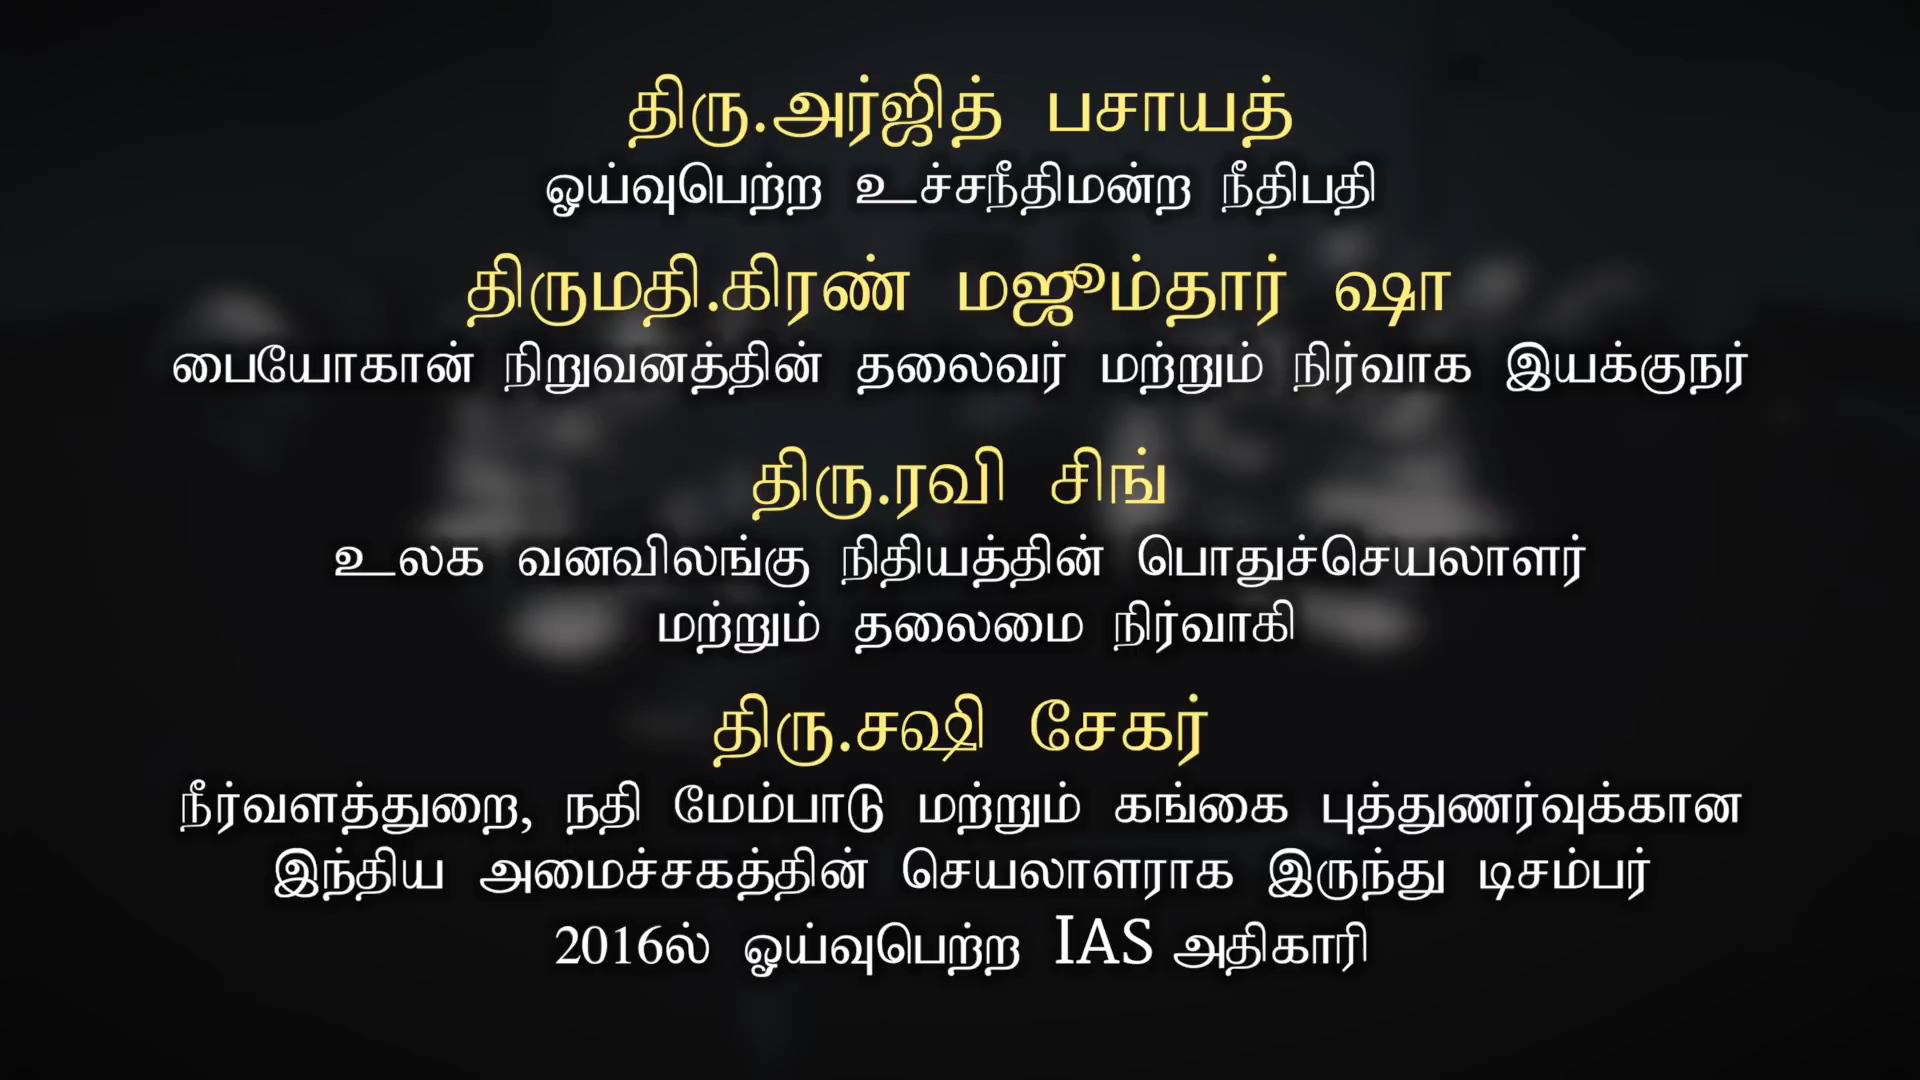 திரு.அர்ஜித் பசாயத்
ஓய்வுபெற்ற உச்சநீதிமன்ற நீதிபதி
திருமதி.கிரண் மஜூம்தார் ஷா
பையோகான் நிறுவனத்தின் தலைவர் மற்றும் நிர்வாக இயக்குநர்
திரு.ரவி சிங்
உலக வனவிலங்கு நிதியத்தின் பொதுச்செயலாளர்
மற்றும் தலைமை நிர்வாகி
திரு.சஷி சேகர்
நீர்வளத்துறை, நதி மேம்பாடு மற்றும் கங்கை புத்துணர்வுக்கான
இந்திய அமைச்சகத்தின் செயலாளராக இருந்து டிசம்பர்
2016ல் ஓய்வுபெற்ற IAS அதிகாரி